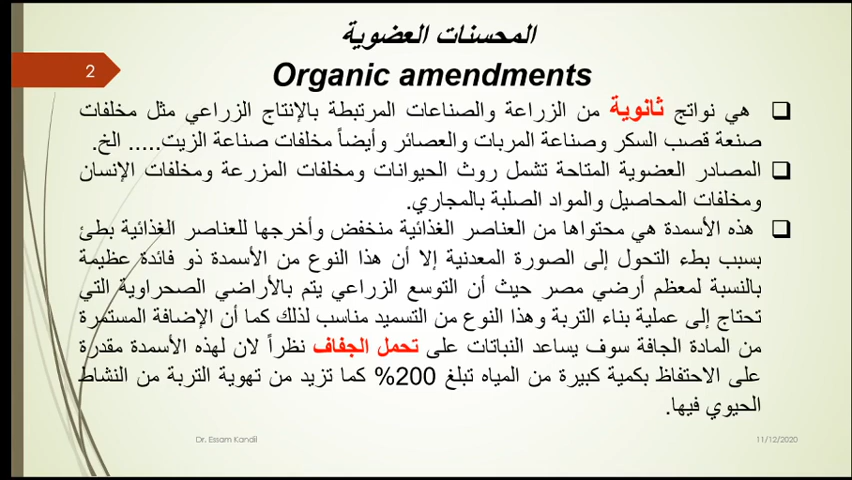 المحسنات العضوية
2
Organic amendments
❑ هي نواتج ثانوية من الزراعة والصناعات المرتبطة بالإنتاج الزراعي مثل مخلفات
صنعة قصب السكر وصناعة المربات والعصائر وأيضاً مخلفات صناعة الزيت..... الخ.
❑ المصادر العضوية المتاحة تشمل روث الحيوانات ومخلفات المزرعة ومخلفات الإنسان
ومخلفات المحاصيل والمواد الصلبة بالمجاري.
❑ هذه الأسمدة هي محتواها من العناصر الغذائية منخفض وأخرجها للعناصر الغذائية بطئ
بسبب بطء التحول إلى الصورة المعدنية إلا أن هذا النوع من الأسمدة ذو فائدة عظيمة
بالنسبة لمعظم أرضي مصر حيث أن التوسع الزراعي يتم بالأراضي الصحراوية التي
تحتاج إلى عملية بناء التربة وهذا النوع من التسميد مناسب لذلك كما أن الإضافة المستمرة
من المادة الجافة سوف يساعد النباتات على تحمل الجفاف نظراً لان لهذه الأسمدة مقدرة
على الاحتفاظ بكمية كبيرة من المياه تبلغ 200% كما تزيد من تهوية التربة من النشاط
الحيوي فيها.
Dr. Essam Kandil
11/12/2020